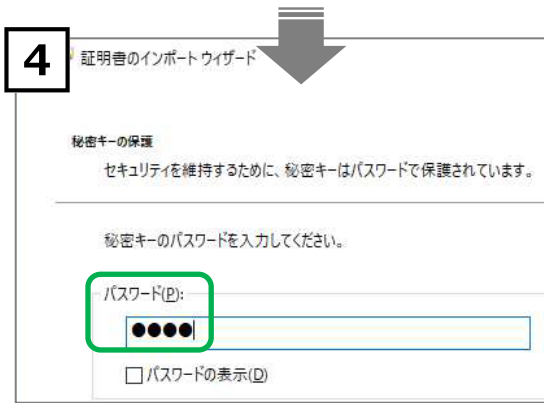 4
証明書のインポート ウィザード
秘密キーの保護
セキュリティを維持するために、秘密キーはパスワードで保護されています。
秘密キーのパスワードを入力してください。
パスワード(P):
●●●●
パスワードの表示(D)